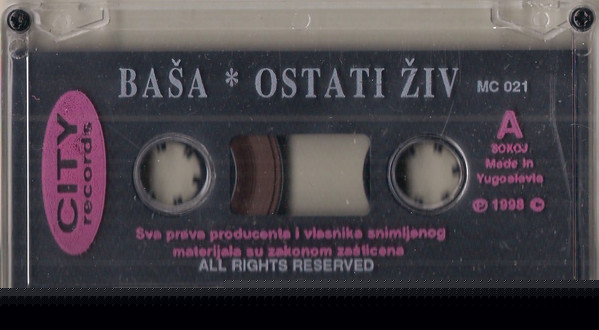 BAŠA * OSTATI ŽIV
MC 021
CITY
records
A
SOKOJ
Made in
Yugoslavia
℗ 1998 ©
Sva prava producenta i vlasnika snimljenog
materijala su zakonom zaštićena
ALL RIGHTS RESERVED